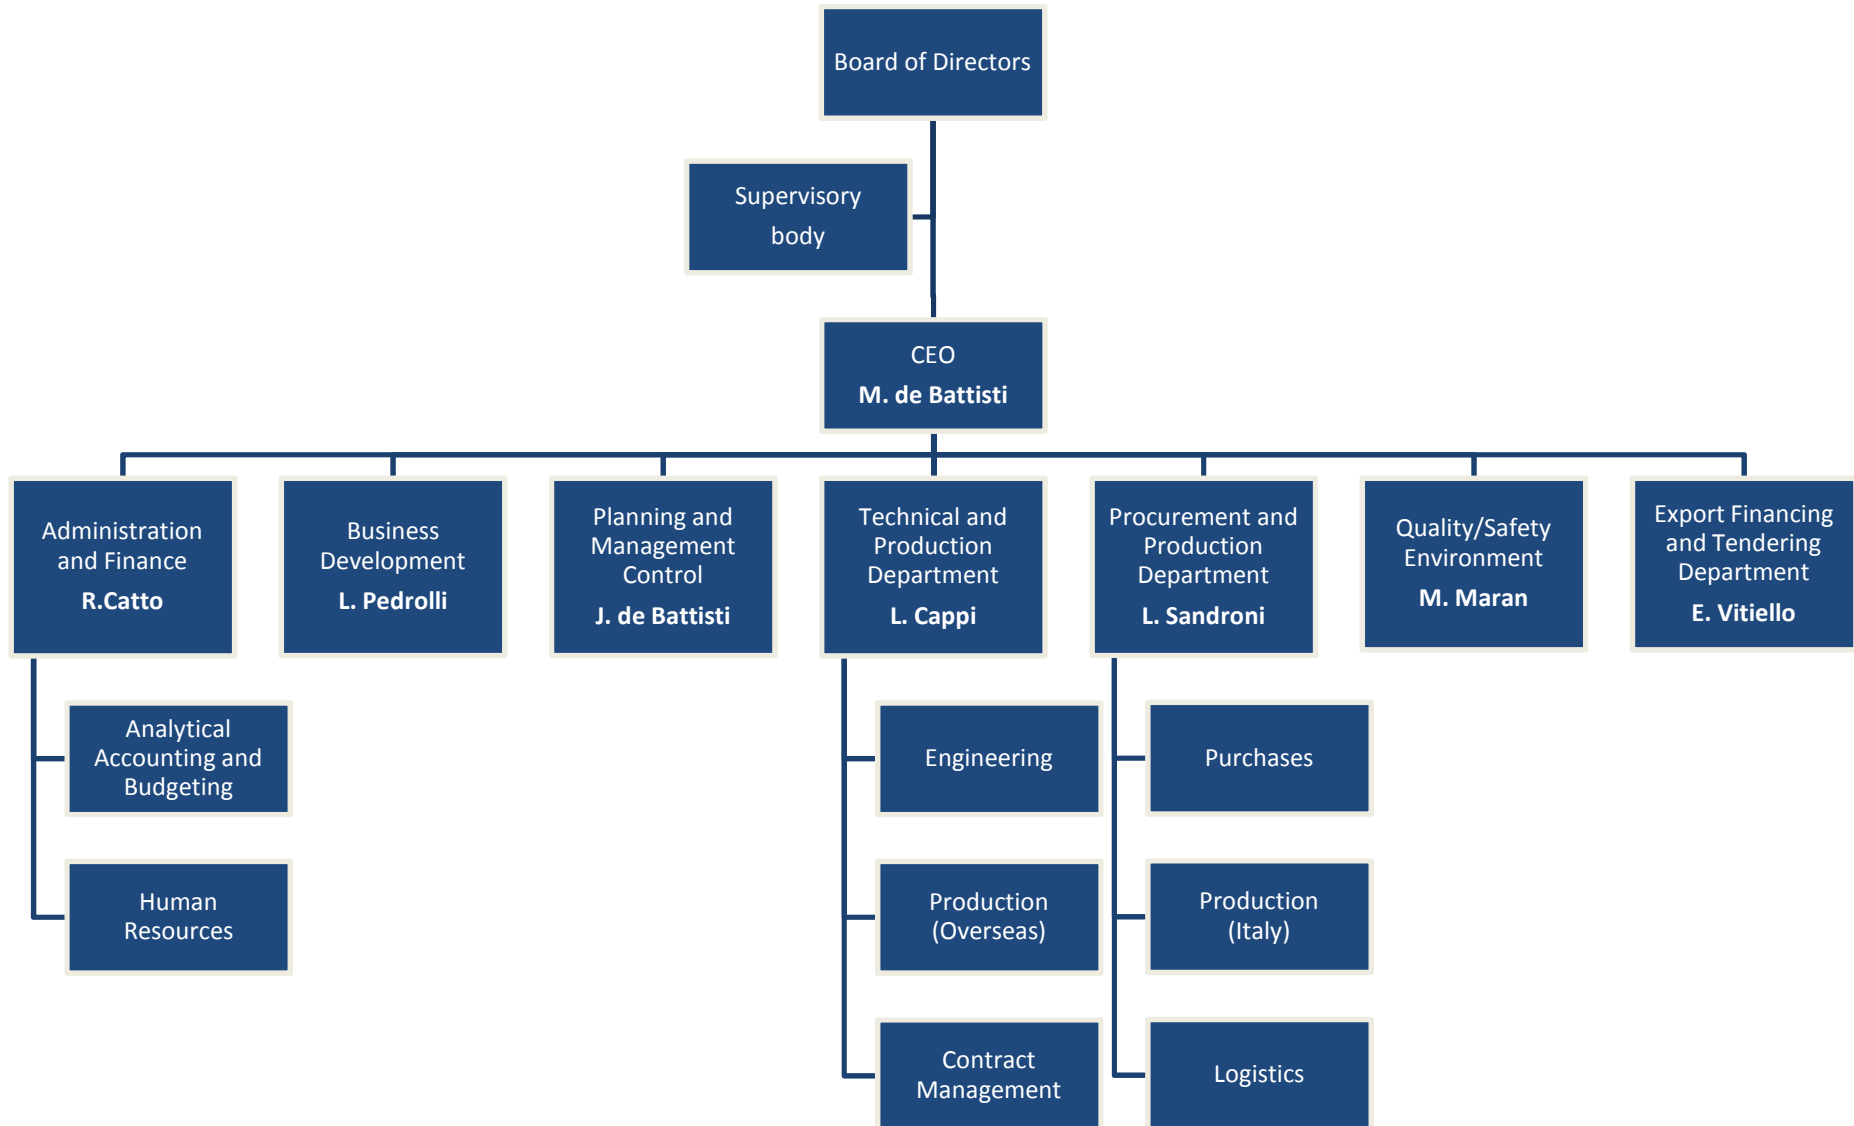 Board of Directors
Supervisory
body
CEO
M. de Battisti
Administration
and Finance
R.Catto
Business
Development
L. Pedrolli
Planning and
Management
Control
J. de Battisti
Technical and
Production
Department
L. Cappi
Procurement and
Production
Department
L. Sandroni
Quality/Safety
Environment
M. Maran
Export Financing
and Tendering
Department
E. Vitiello
Analytical
Accounting and
Budgeting
Human
Resources
Engineering
Production
(Overseas)
Contract
Management
Purchases
Production
(Italy)
Logistics